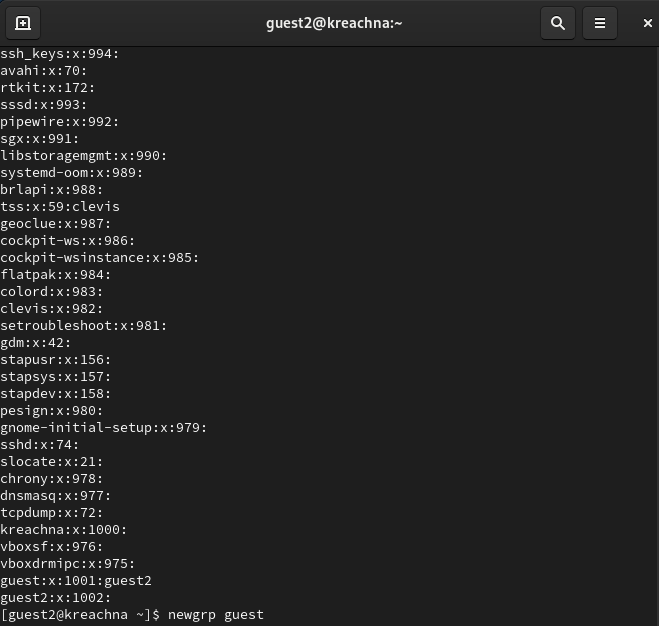 guest2@kreachna:~
ssh_keys:x:994:
avahi:x:70:
rtkit:x:172:
sssd:x:993:
pipewire:x:992:
sgx:x:991:
libstoragemgmt:x:990:
systemd-oom:x:989:
brlapi:x:988:
tss:x:59:clevis
geoclue:x:987:
cockpit-ws:x:986:
cockpit-wsinstance:x:985:
flatpak:x:984:
colord:x:983:
clevis:x:982:
setroubleshoot:x:981:
gdm:x:42:
stapusr:x:156:
stapsys:x:157:
stapdev:x:158:
pesign:x:980:
gnome-initial-setup:x:979:
sshd:x:74:
slocate:x:21:
chrony:x:978:
dnsmasq:x:977:
tcpdump:x:72:
kreachna:x:1000:
vboxsf:x:976:
vboxdrmipc:x:975:
guest:x:1001:guest2
guest2:x:1002:
[guest2@kreachna ~]$ newgrp guest